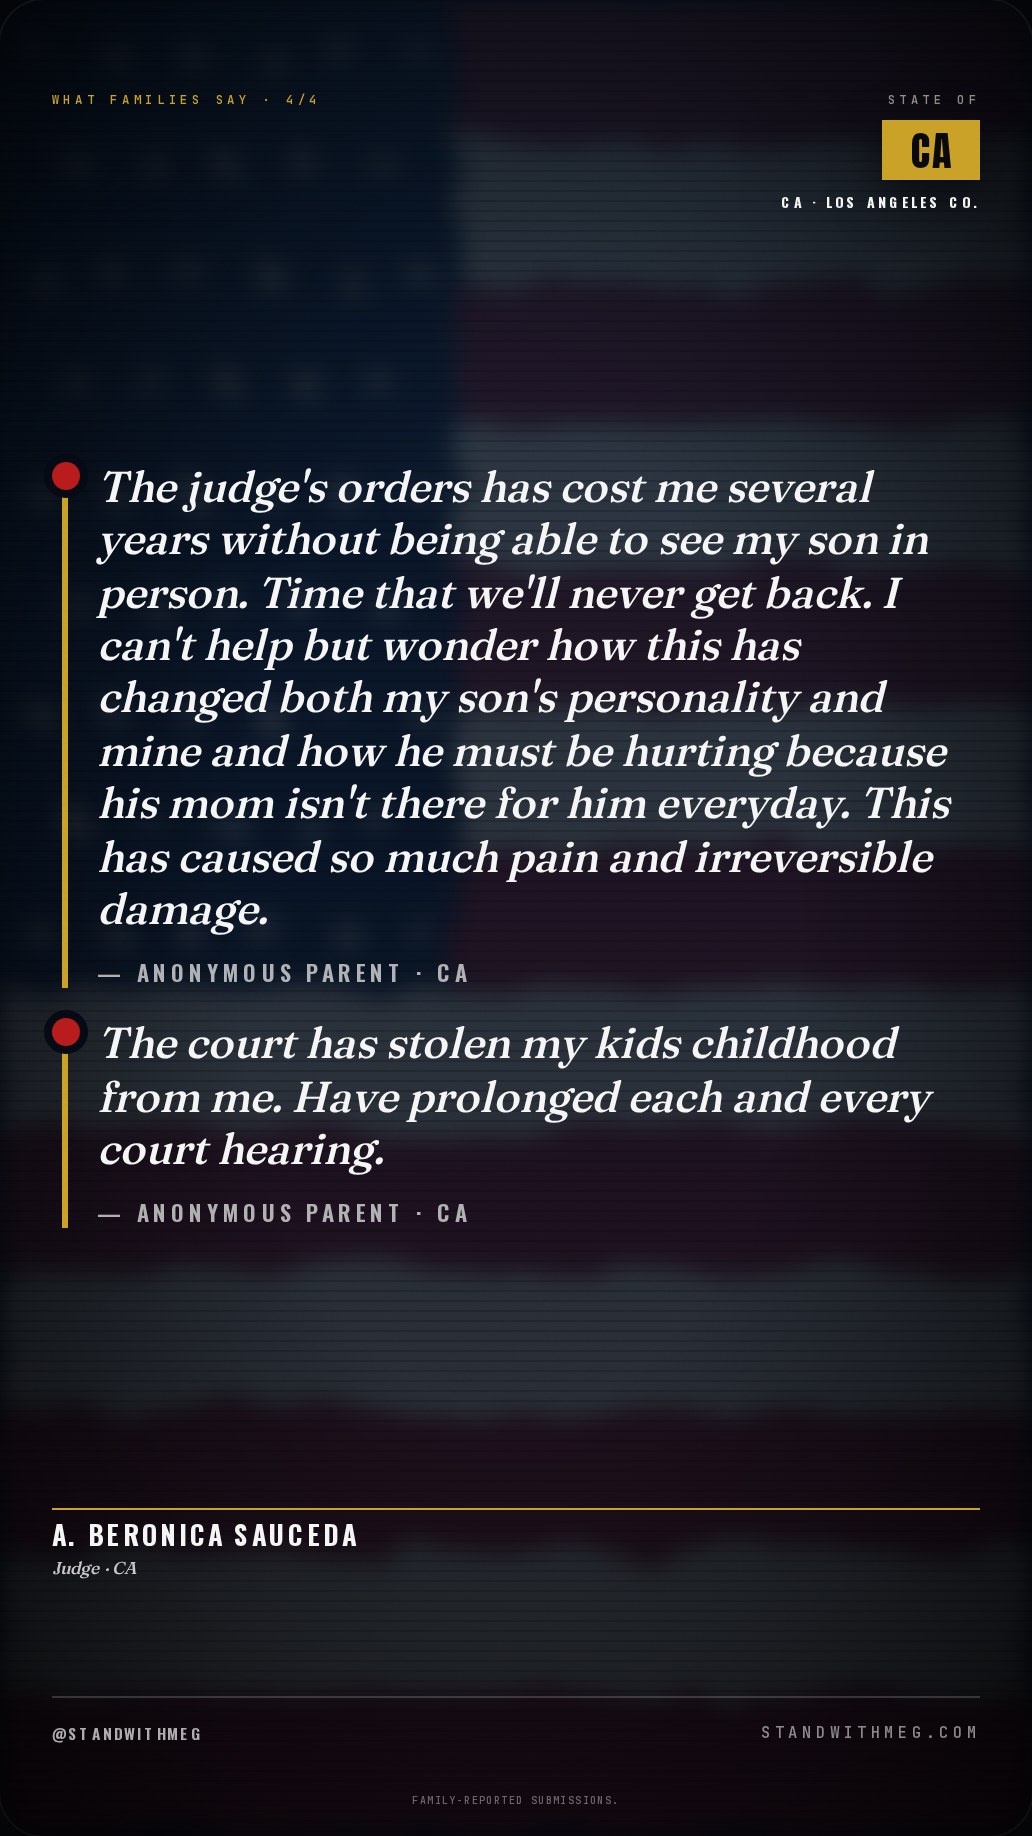 WHAT FAMILIES SAY · 4/4
STATE OF
CA
CA · LOS ANGELES CO.
The judge's orders has cost me several
years without being able to see my son in
person. Time that we'll never get back. I
can't help but wonder how this has
changed both my son's personality and
mine and how he must be hurting because
his mom isn't there for him everyday. This
has caused so much pain and irreversible
damage.
— ANONYMOUS PARENT · CA
The court has stolen my kids childhood
from me. Have prolonged each and every
court hearing.
— ANONYMOUS PARENT · CA
A. BERONICA SAUCEDA
Judge · CA
@STANDWITHMEG
STANDWITHMEG.COM
FAMILY-REPORTED SUBMISSIONS.